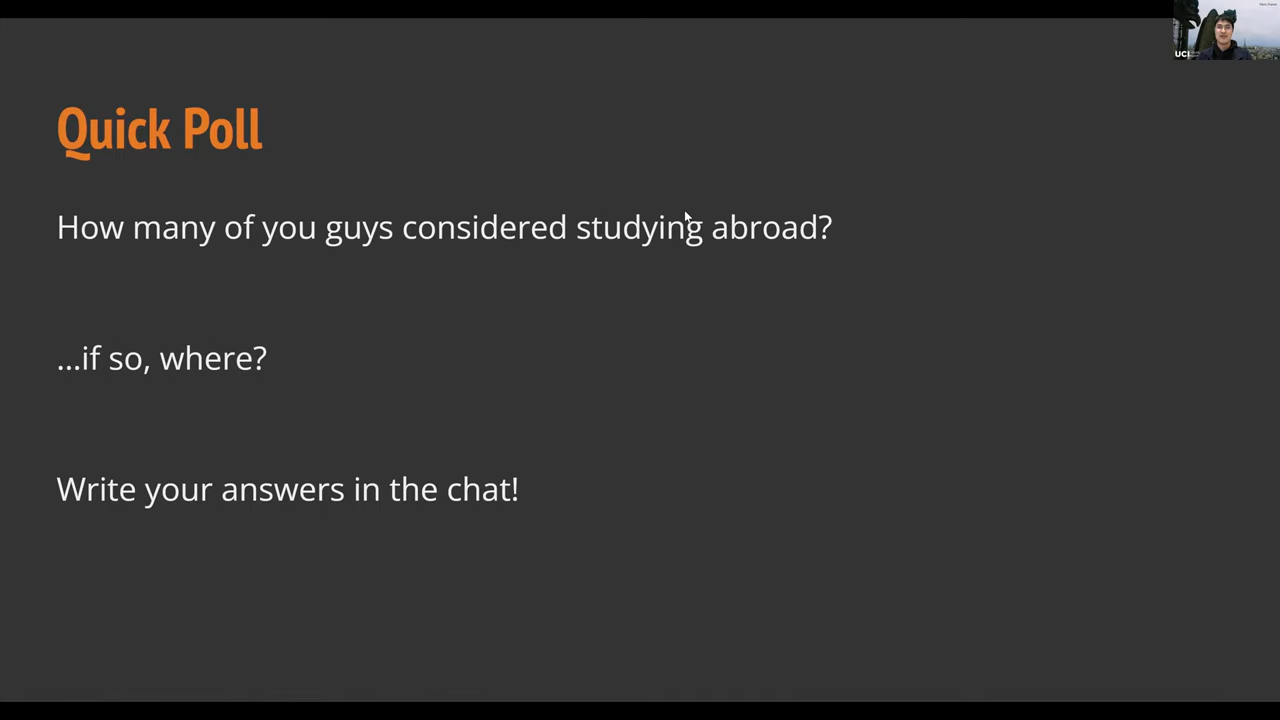 Quick Poll
How many of you guys considered studying abroad?
...if so, where?
Write your answers in the chat!
UCI